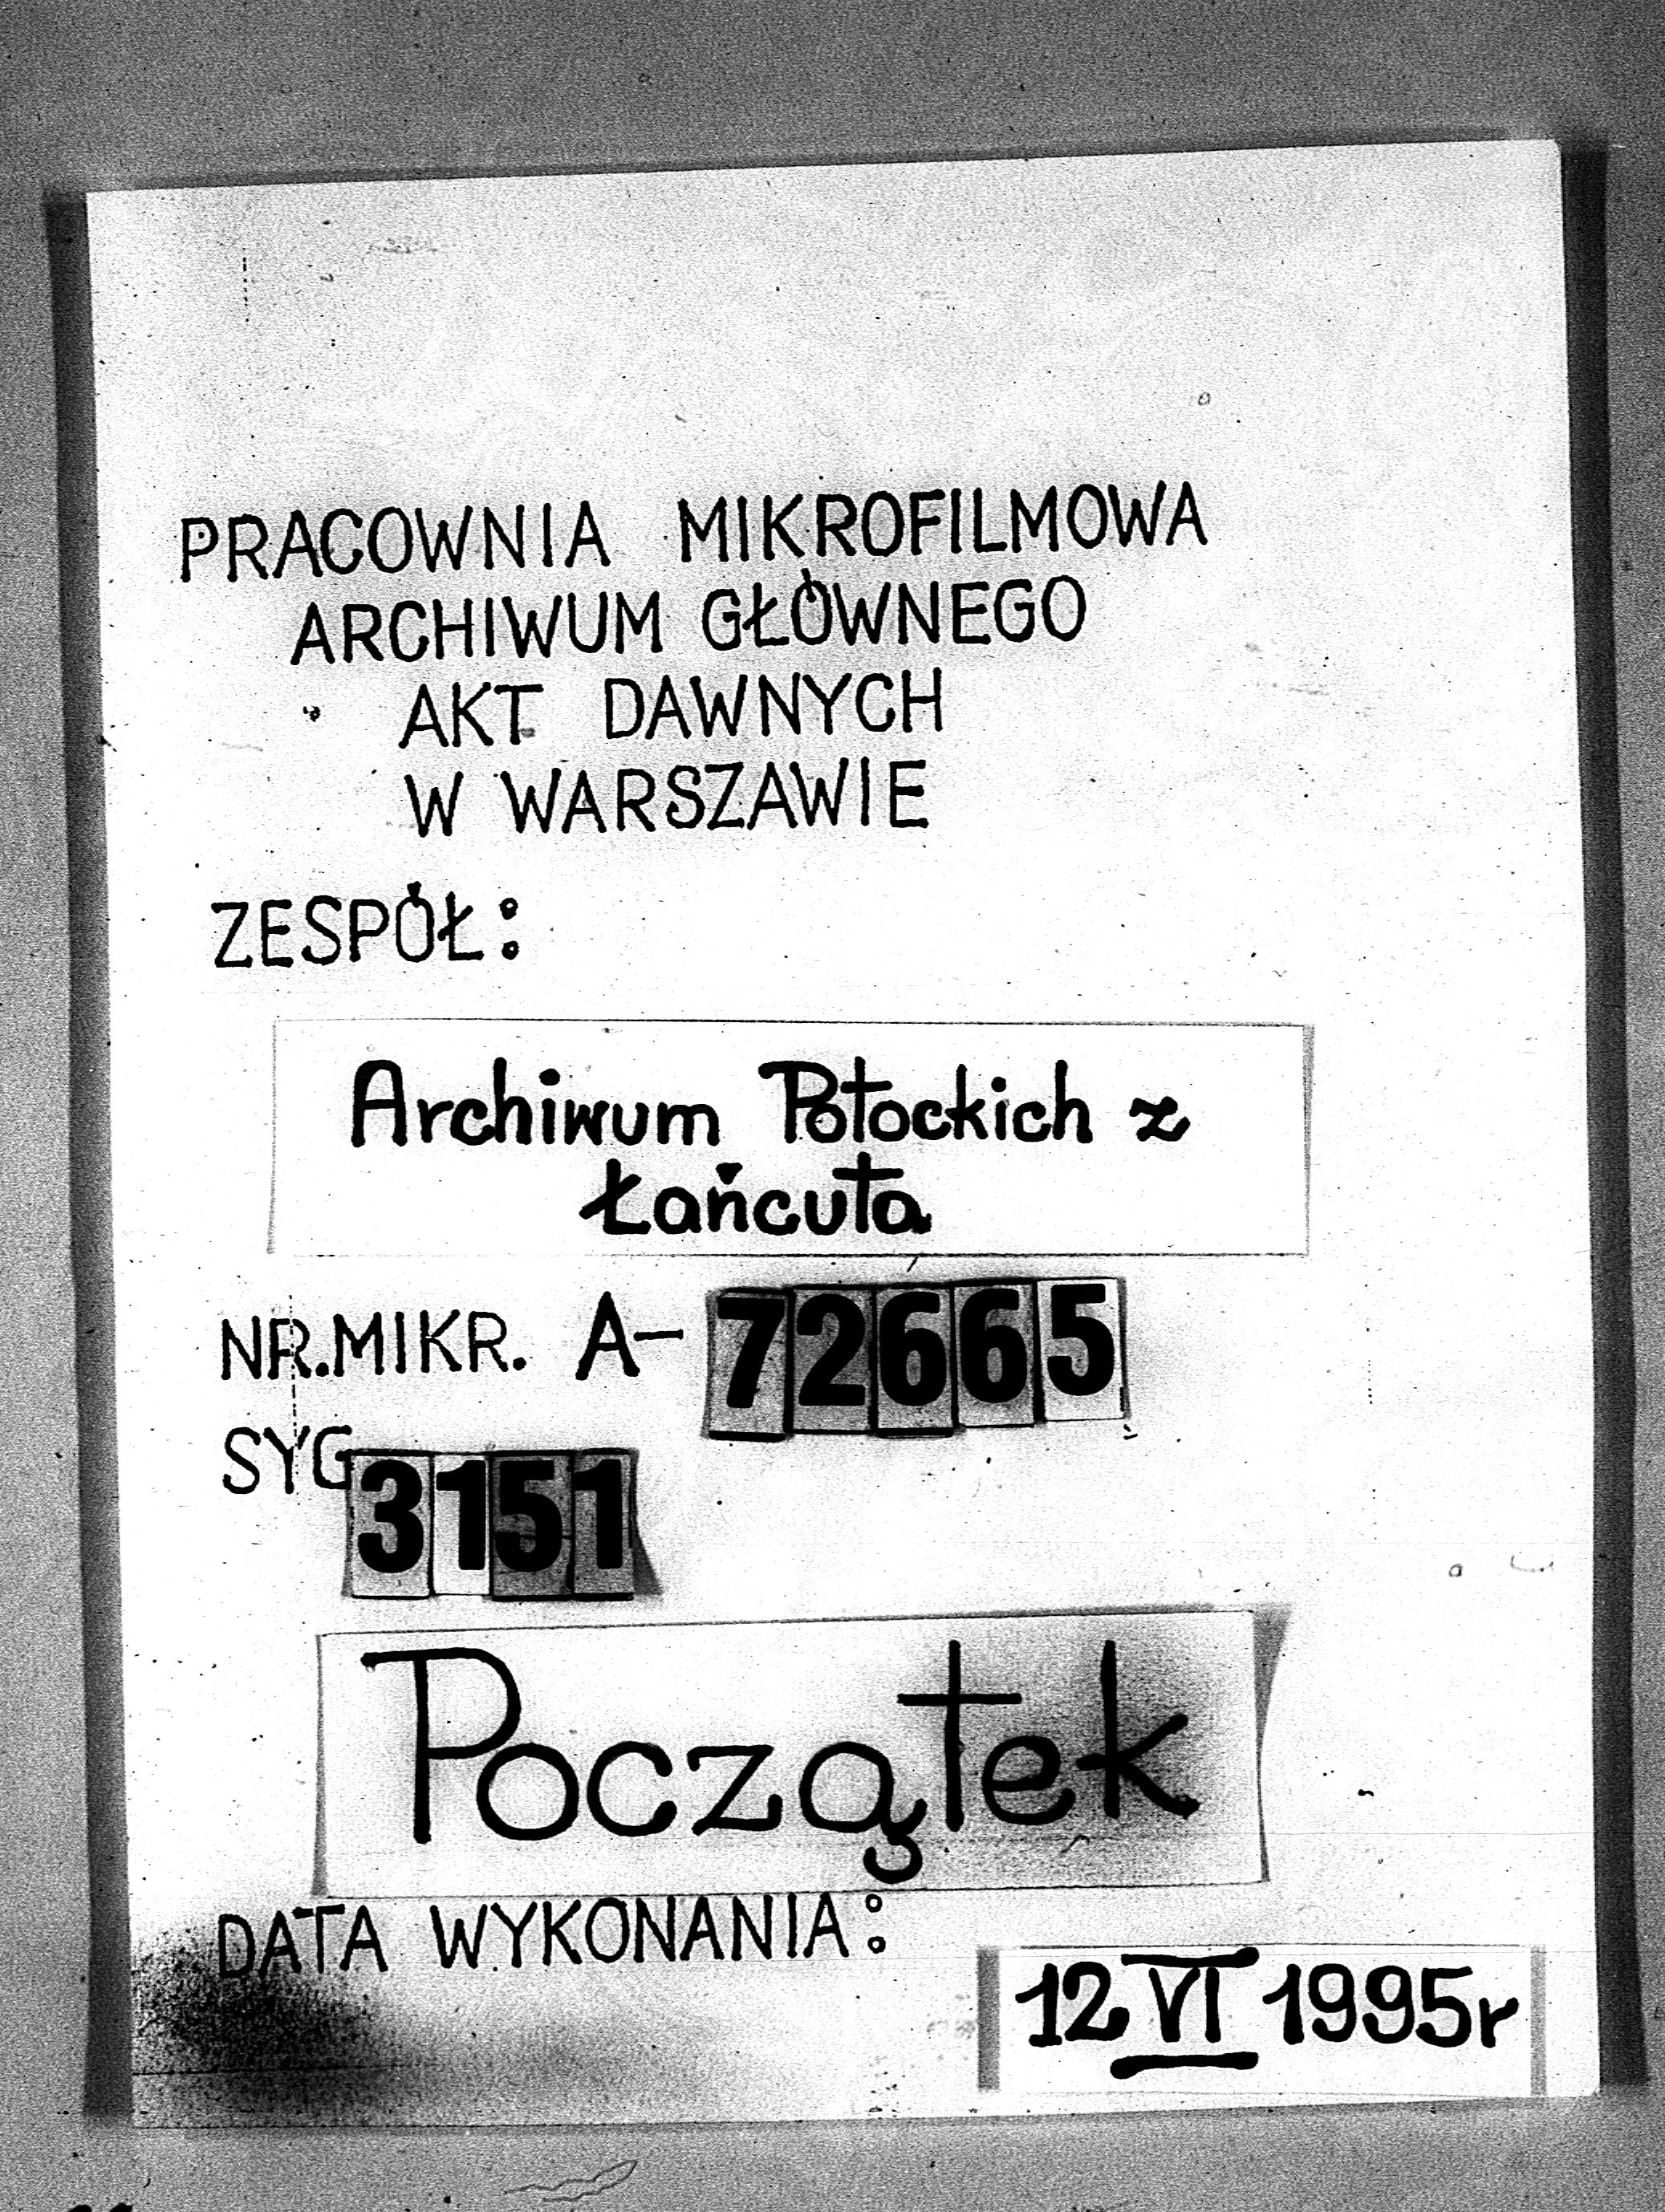 PRACOWNIA MIKROFILMOWA
ARCHIWUM GŁÓWNEGO
AKT DAWNYCH
W WARSZAWIE
ZESPÓŁ:
Archiwum Potockich z
Łańcuta
NR.MIKR. A- 72665
SYG 3151
Początek
DATA WYKONANIA:
12 VI 1995r